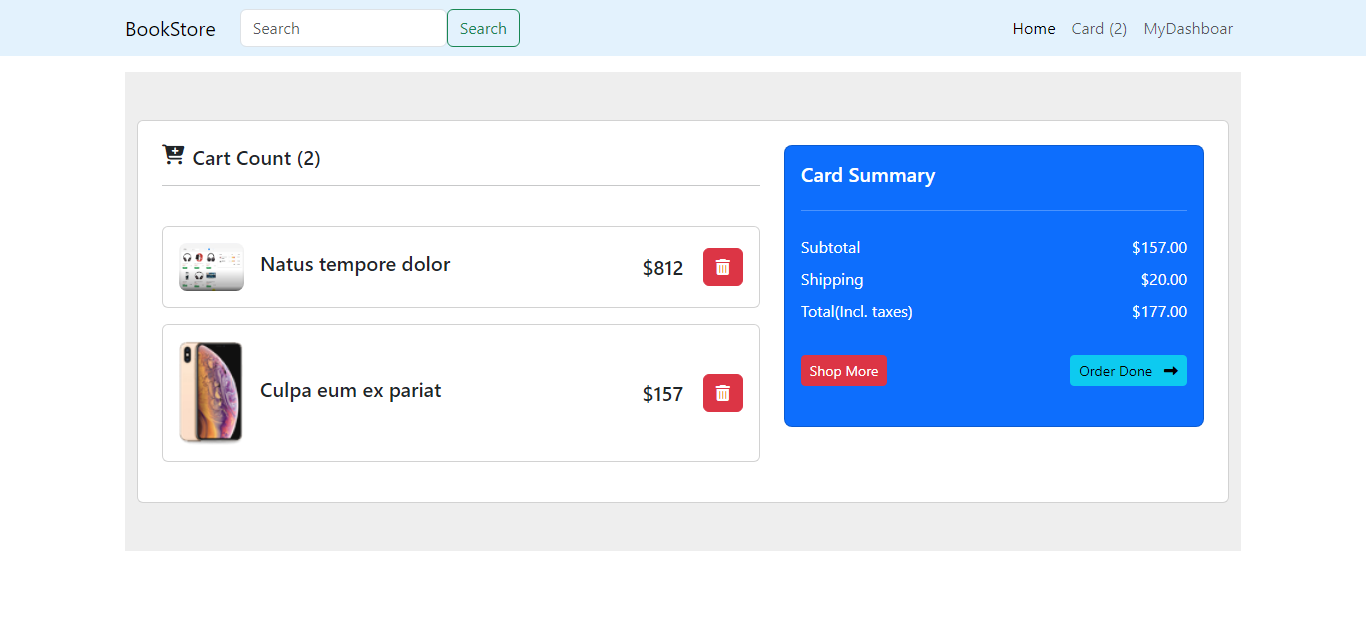 BookStore
Search
Search
Home
Card (2)
MyDashboar
Cart Count (2)
Natus tempore dolor
$812
Culpa eum ex pariat
$157
Card Summary
Subtotal $157.00
Shipping $20.00
Total(Incl. taxes) $177.00
Shop More
Order Done